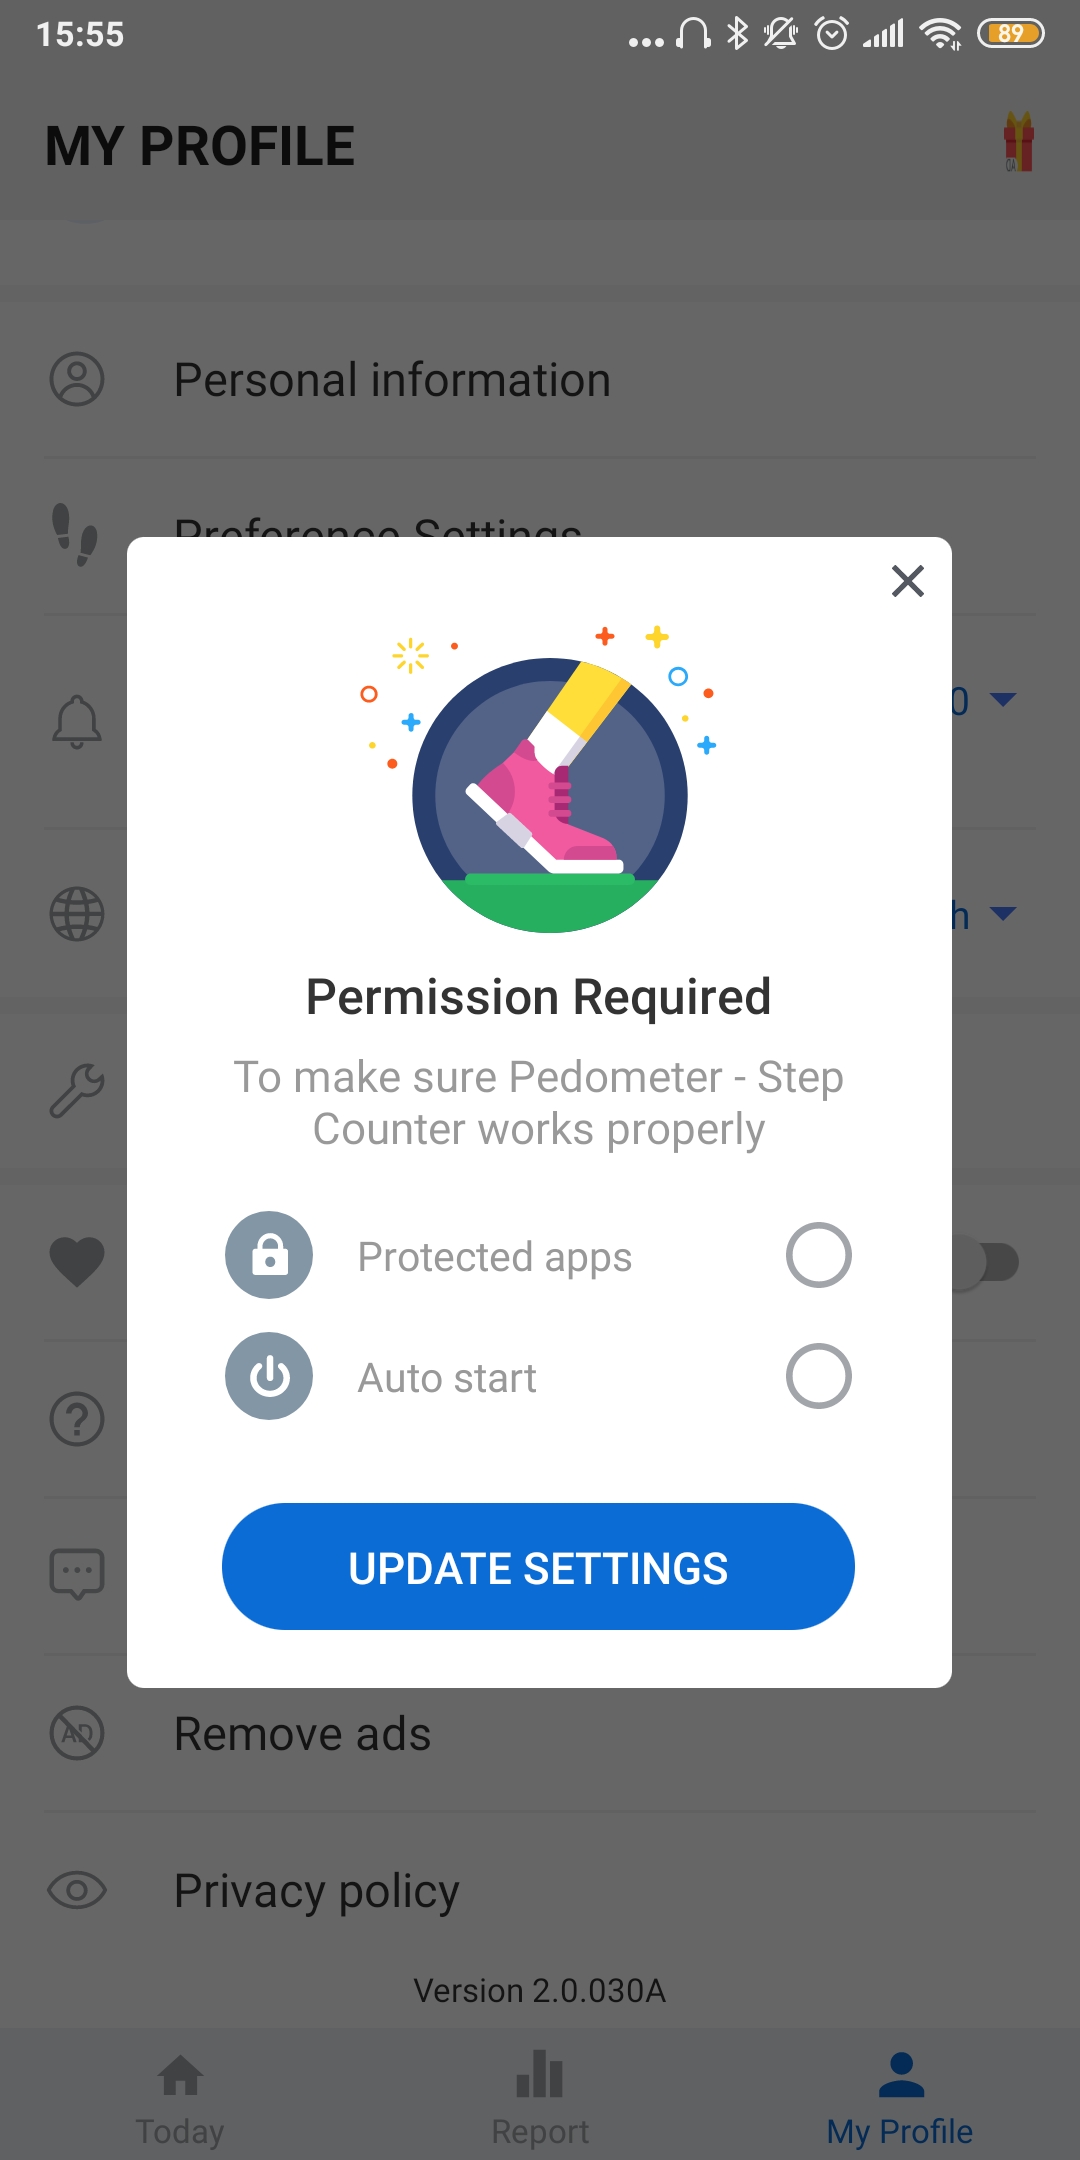 15:55
89
MY PROFILE
Personal information
Preference Settings
0
h
Permission Required
To make sure Pedometer - Step
Counter works properly
Protected apps
Auto start
UPDATE SETTINGS
AD
Remove ads
Privacy policy
Version 2.0.030A
Today
Report
My Profile